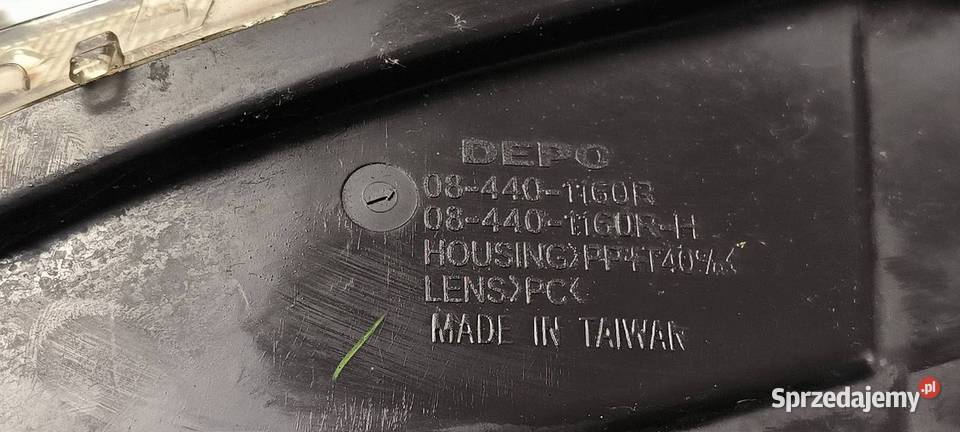 DEPO
08-440-1160R
08-440-1160R-H
HOUSING>PP+T40%<
LENS>PC<
MADE IN TAIWAN
Sprzedajemy.pl